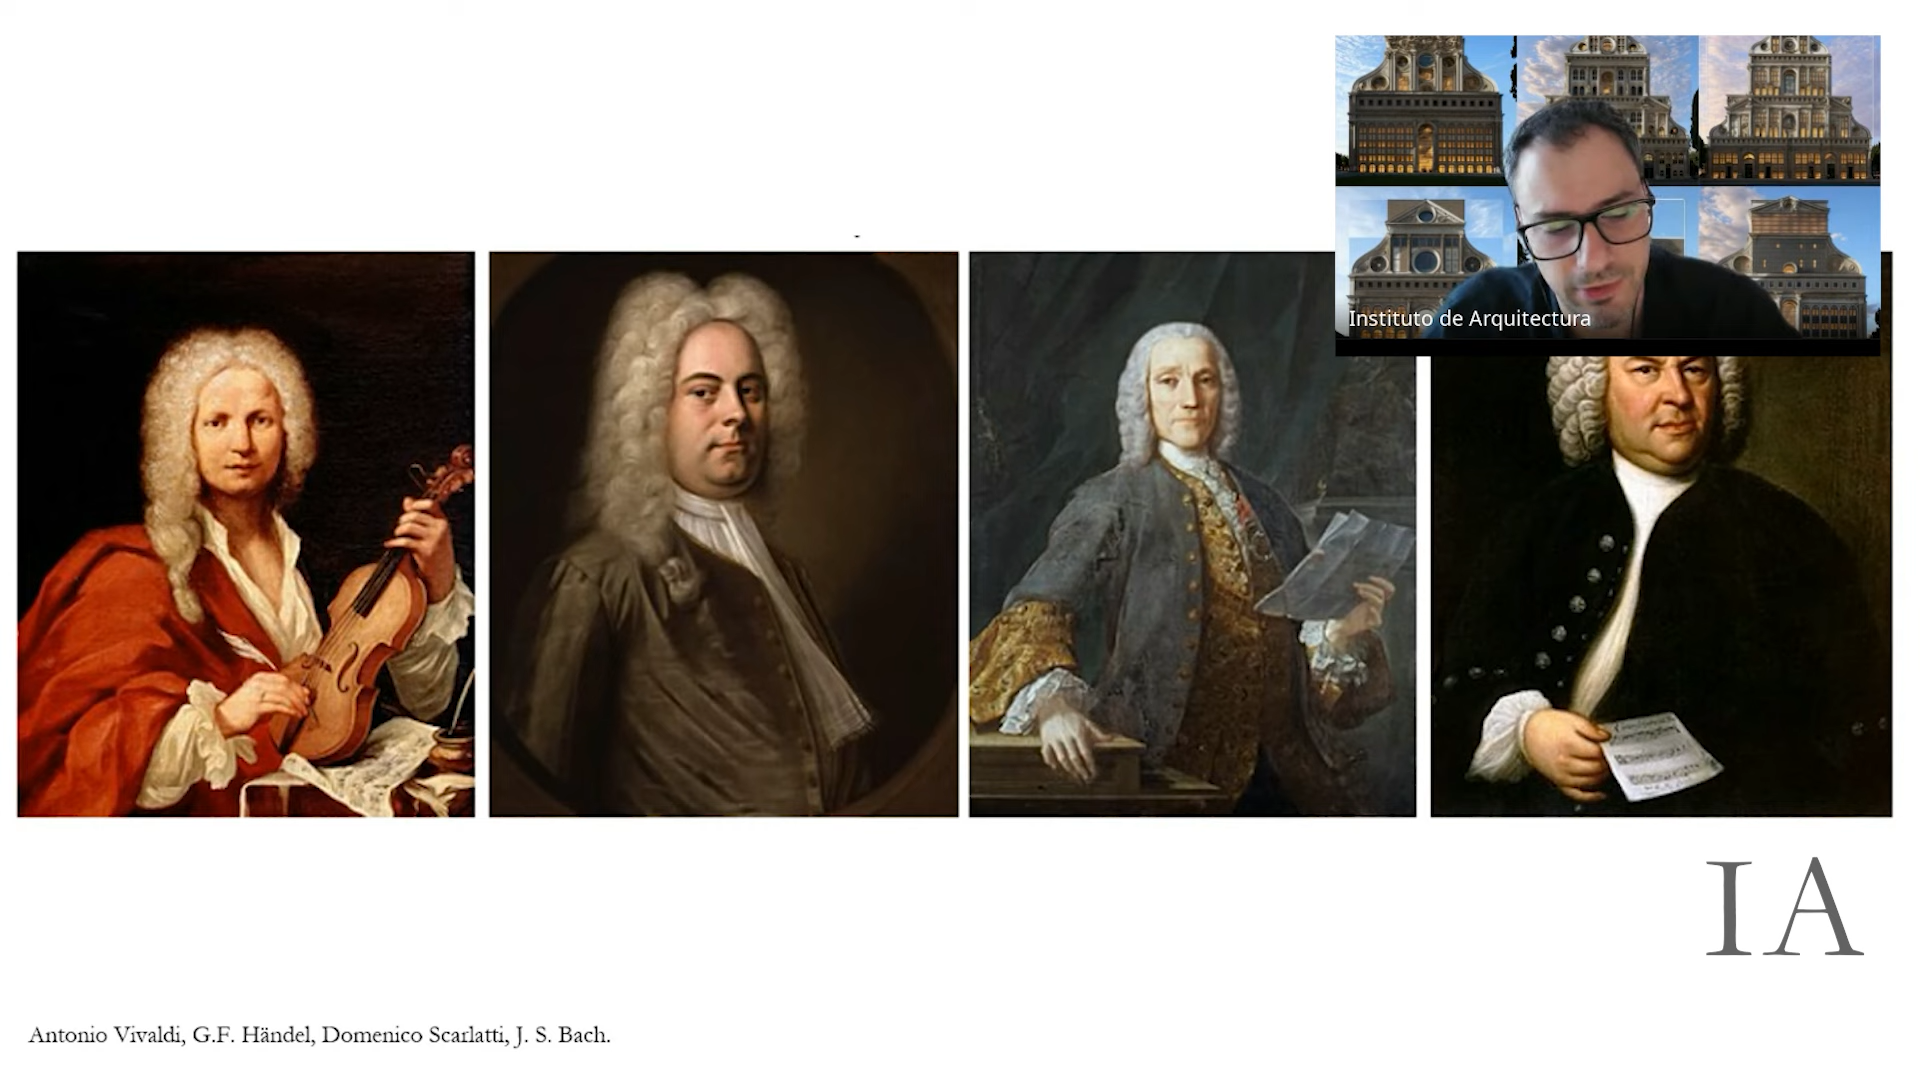 Instituto de Arquitectura
IA
Antonio Vivaldi, G.F. Händel, Domenico Scarlatti, J. S. Bach.